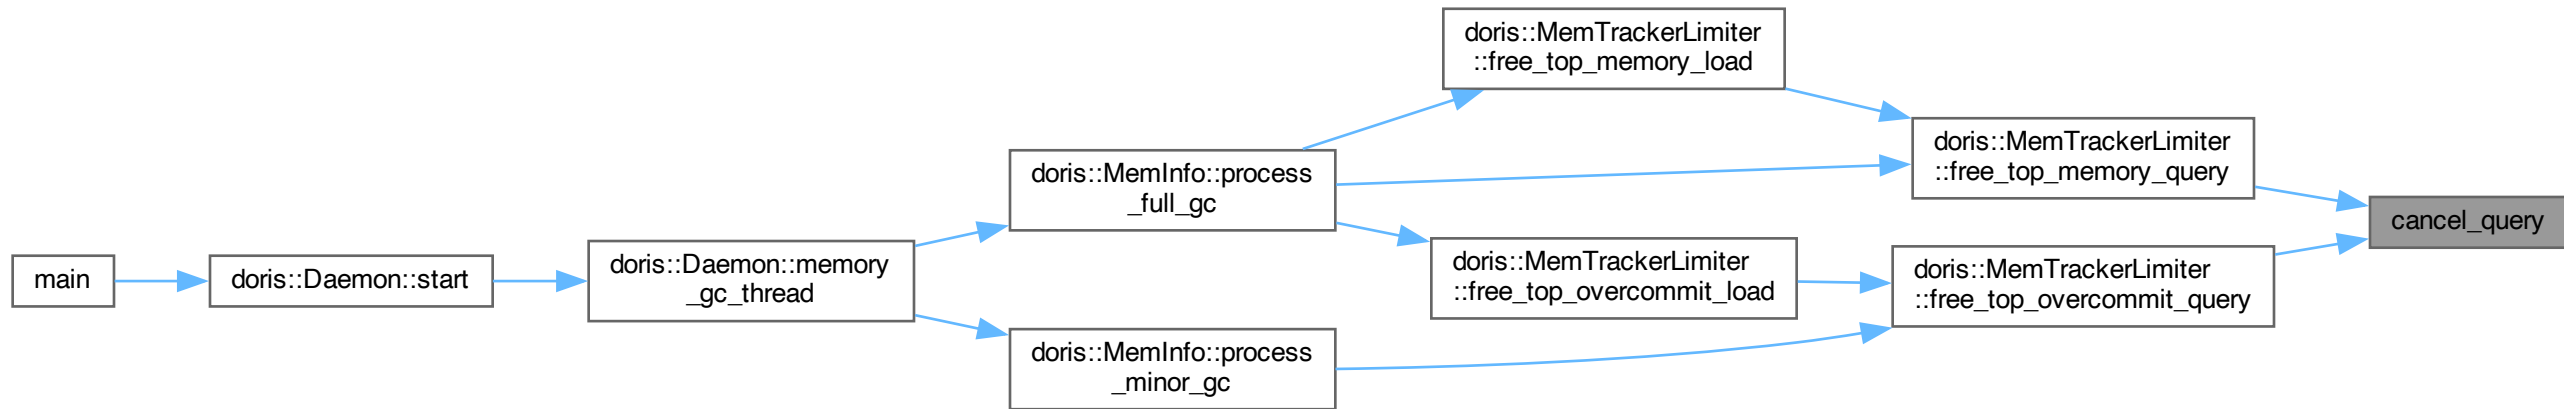 main
doris::Daemon::start
doris::Daemon::memory
_gc_thread
doris::MemInfo::process
_full_gc
doris::MemInfo::process
_minor_gc
doris::MemTrackerLimiter
::free_top_memory_load
doris::MemTrackerLimiter
::free_top_overcommit_load
doris::MemTrackerLimiter
::free_top_memory_query
doris::MemTrackerLimiter
::free_top_overcommit_query
cancel_query